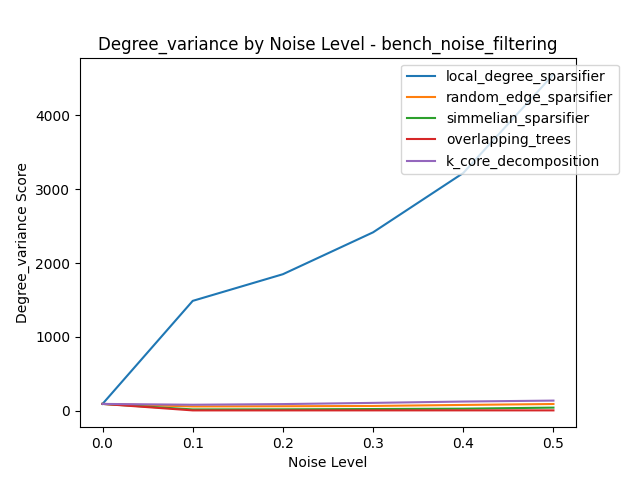 Degree_variance by Noise Level - bench_noise_filtering
local_degree_sparsifier
random_edge_sparsifier
simmelian_sparsifier
overlapping_trees
k_core_decomposition
Degree_variance Score
4000
3000
2000
1000
0
0.0 0.1 0.2 0.3 0.4 0.5
Noise Level